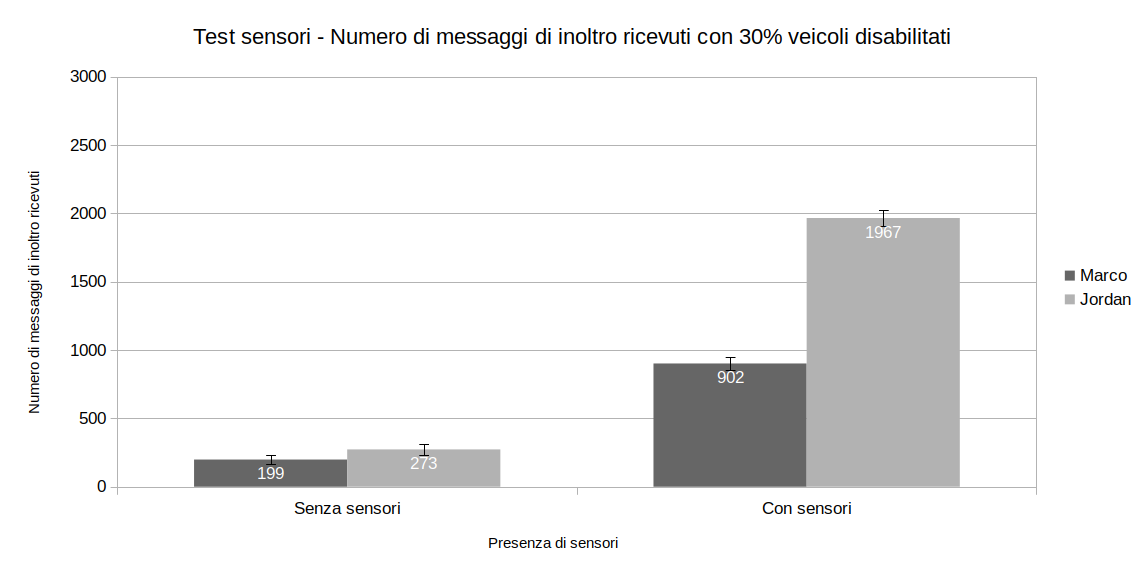 Test sensori - Numero di messaggi di inoltro ricevuti con 30% veicoli disabilitati
Numero di messaggi di inoltro ricevuti
3000
2500
2000
1500
1000
500
0
199
273
902
1967
Senza sensori
Con sensori
Presenza di sensori
Marco
Jordan